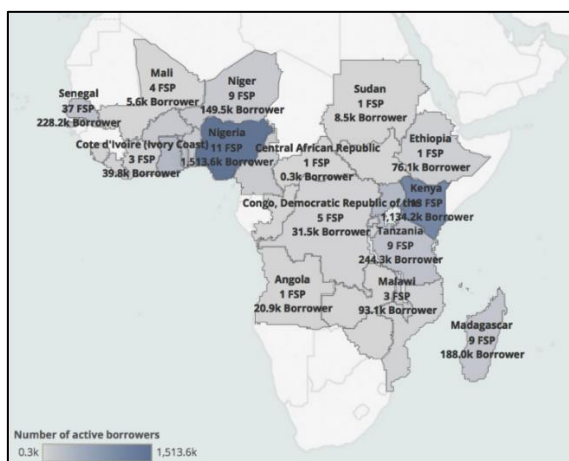 Mali
4 FSP
5.6k Borrower
Niger
9 FSP
149.5k Borrower
Sudan
1 FSP
8.5k Borrower
Senegal
37 FSP
228.2k Borrower
Nigeria
11 FSP
1,513.6k Borrower
Ethiopia
1 FSP
76.1k Borrower
Cote d'Ivoire (Ivory Coast)
3 FSP
39.8k Borrower
Central African Republic
1 FSP
0.3k Borrower
Kenya
FSP
1,134.2k Borrower
Congo, Democratic Republic of the
5 FSP
31.5k Borrower
Tanzania
9 FSP
244.3k Borrower
Angola
1 FSP
20.9k Borrower
Malawi
3 FSP
93.1k Borrower
Madagascar
9 FSP
188.0k Borrower
Number of active borrowers
0.3k 1,513.6k